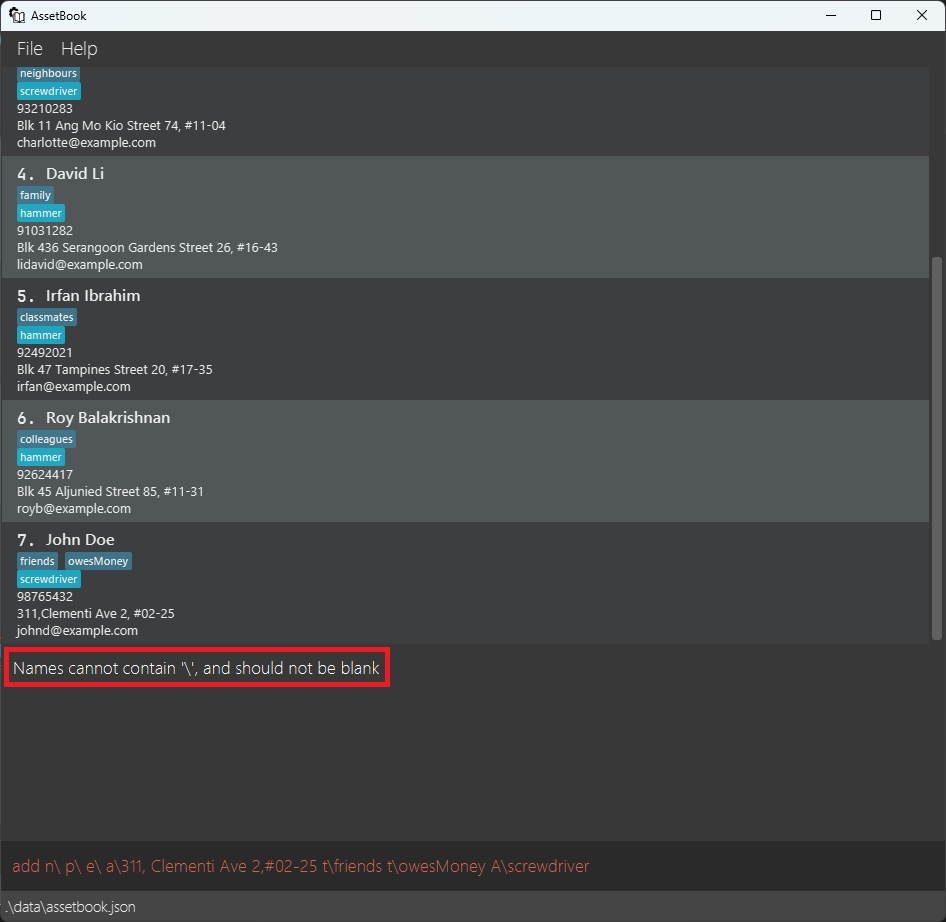 AssetBook
File Help
neighbours
screwdriver
93210283
Blk 11 Ang Mo Kio Street 74, #11-04
charlotte@example.com
4. David Li
family
hammer
91031282
Blk 436 Serangoon Gardens Street 26, #16-43
lidavid@example.com
5. Irfan Ibrahim
classmates
hammer
92492021
Blk 47 Tampines Street 20, #17-35
irfan@example.com
6. Roy Balakrishnan
colleagues
hammer
92624417
Blk 45 Aljunied Street 85, #11-31
royb@example.com
7. John Doe
friends owesMoney
screwdriver
98765432
311,Clementi Ave 2, #02-25
johnd@example.com
Names cannot contain '\', and should not be blank
add n\ p\ e\ a\311, Clementi Ave 2,#02-25 t\friends t\owesMoney A\screwdriver
.\data\assetbook.json